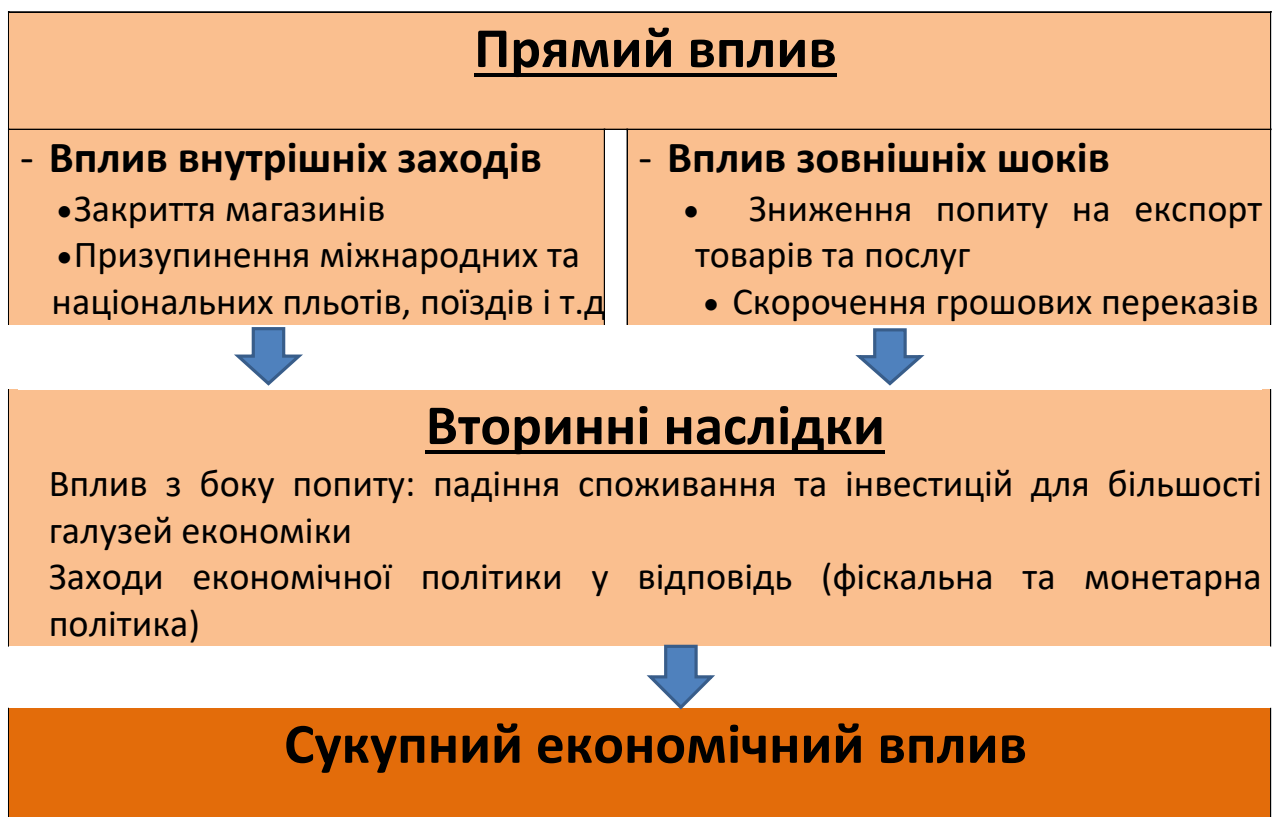 Прямий вплив
- Вплив внутрішніх заходів
•Закриття магазинів
•Призупинення міжнародних та
національних пльотів, поїздів і т.д
- Вплив зовнішніх шоків
• Зниження попиту на експорт
товарів та послуг
• Скорочення грошових переказів
Вторинні наслідки
Вплив з боку попиту: падіння споживання та інвестицій для більшості
галузей економіки
Заходи економічної політики у відповідь (фіскальна та монетарна
політика)
Сукупний економічний вплив